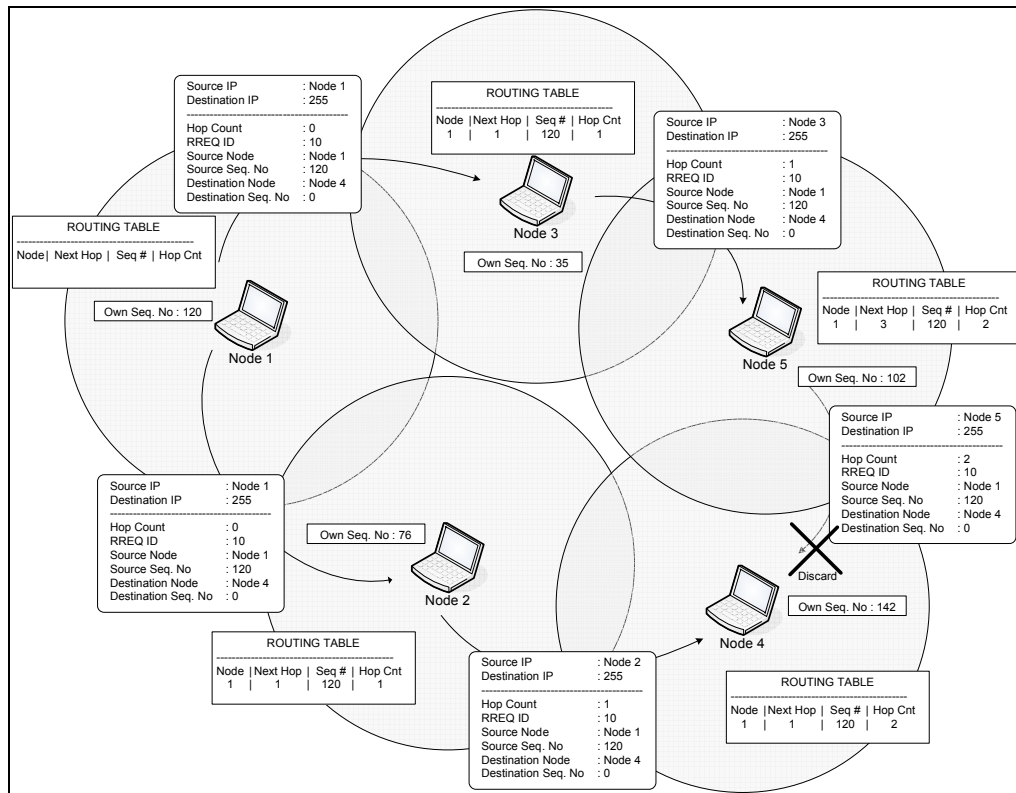 Source IP : Node 1
Destination IP : 255
Hop Count : 0
RREQ ID : 10
Source Node : Node 1
Source Seq. No : 120
Destination Node : Node 4
Destination Seq. No : 0
ROUTING TABLE
Node |Next Hop | Seq # | Hop Cnt
1 | 1 | 120 | 1
Node 3
Own Seq. No : 35
Source IP : Node 3
Destination IP : 255
Hop Count : 1
RREQ ID : 10
Source Node : Node 1
Source Seq. No : 120
Destination Node : Node 4
Destination Seq. No : 0
ROUTING TABLE
Node| Next Hop | Seq # | Hop Cnt
Own Seq. No : 120
Node 1
ROUTING TABLE
Node |Next Hop | Seq # | Hop Cnt
1 | 3 | 120 | 2
Node 5
Own Seq. No : 102
Source IP : Node 5
Destination IP : 255
Hop Count : 2
RREQ ID : 10
Source Node : Node 1
Source Seq. No : 120
Destination Node : Node 4
Destination Seq. No : 0
Source IP : Node 1
Destination IP : 255
Hop Count : 0
RREQ ID : 10
Source Node : Node 1
Source Seq. No : 120
Destination Node : Node 4
Destination Seq. No : 0
Own Seq. No : 76
Node 2
Discard
Own Seq. No : 142
Node 4
ROUTING TABLE
Node |Next Hop | Seq # | Hop Cnt
1 | 1 | 120 | 1
Source IP : Node 2
Destination IP : 255
Hop Count : 1
RREQ ID : 10
Source Node : Node 1
Source Seq. No : 120
Destination Node : Node 4
Destination Seq. No : 0
ROUTING TABLE
Node |Next Hop | Seq # | Hop Cnt
1 | 1 | 120 | 2